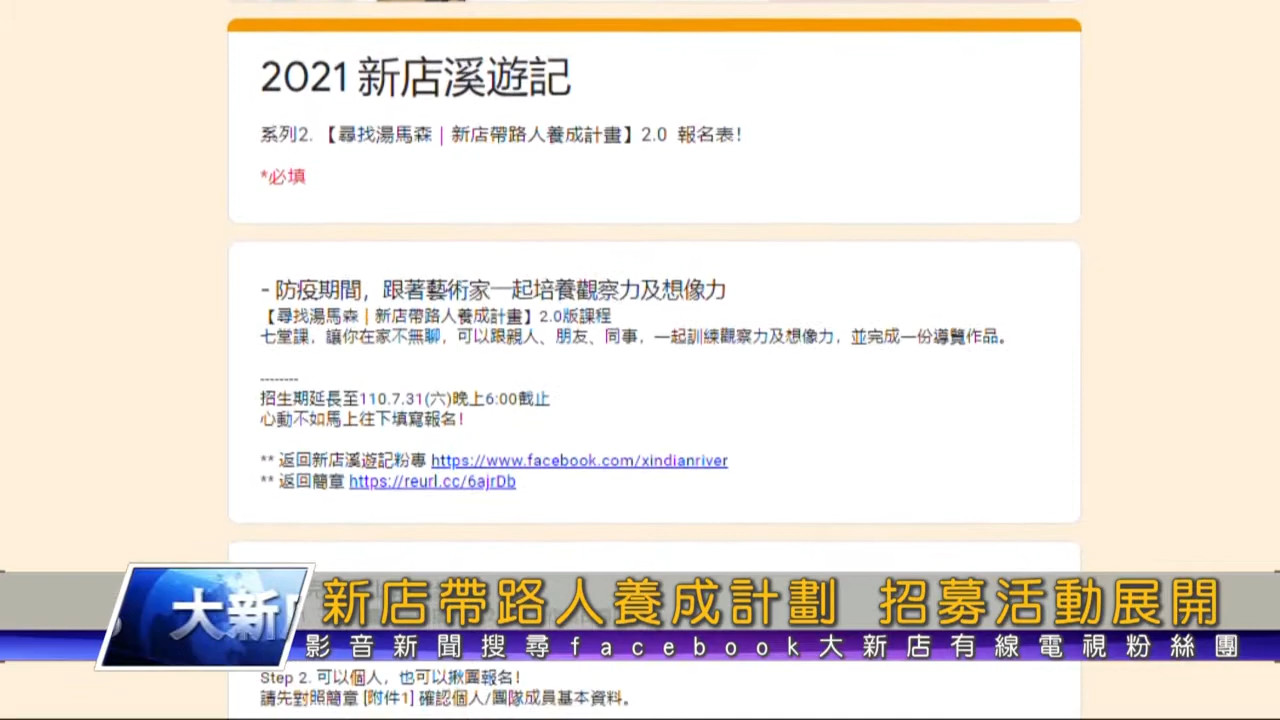 2021 新店溪遊記
系列2. 【尋找湯馬森｜新店帶路人養成計畫】2.0 報名表！
*必填
- 防疫期間，跟著藝術家一起培養觀察力及想像力
【尋找湯馬森｜新店帶路人養成計畫】2.0版課程
七堂課，讓你在家不無聊，可以跟親人、朋友、同事，一起訓練觀察力及想像力，並完成一份導覽作品。
--------
招生期延長至110.7.31(六)晚上6:00截止
心動不如馬上往下填寫報名！
** 返回新店溪遊記粉專 https://www.facebook.com/xindianriver
** 返回簡章 https://reurl.cc/6ajrDb
大新
新店帶路人養成計劃 招募活動展開
影音新聞搜尋facebook大新店有線電視粉絲團
Step 2. 可以個人，也可以揪團報名！
請先對照簡章 [附件1] 確認個人/團隊成員基本資料。